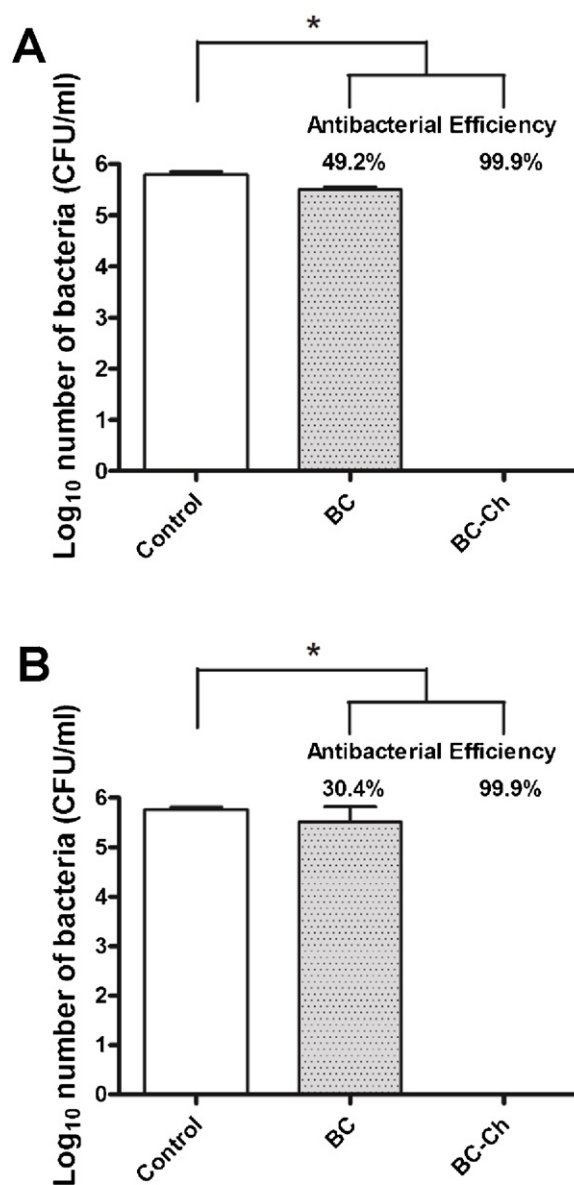 A
*
Antibacterial Efficiency
49.2% 99.9%
Log10 number of bacteria (CFU/ml)
6
5
4
3
2
1
0
Control BC BC-Ch
B
*
Antibacterial Efficiency
30.4% 99.9%
Log10 number of bacteria (CFU/ml)
6
5
4
3
2
1
0
Control BC BC-Ch